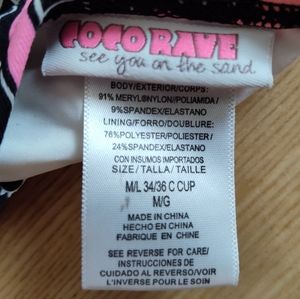 COCO RAVE
see you on the sand
BODY/EXTERIOR/CORPS:
91% MERYL®NYLON/POLIAMIDA/
9%SPANDEX/ELASTANO
LINING/FORRO/DOUBLURE:
76%POLYESTER/POLIESTER/
24%SPANDEX/ELASTANO
CON INSUMOS IMPORTADOS
SIZE/TALLA/TAILLE
M/L 34/36 C CUP
M/G
MADE IN CHINA
HECHO EN CHINA
FABRIQUE EN CHINE
SEE REVERSE FOR CARE/
INSTRUCCIONES DE
CUIDADO AL REVERSO/VOIR
L'INVERSE POUR LE SOIN